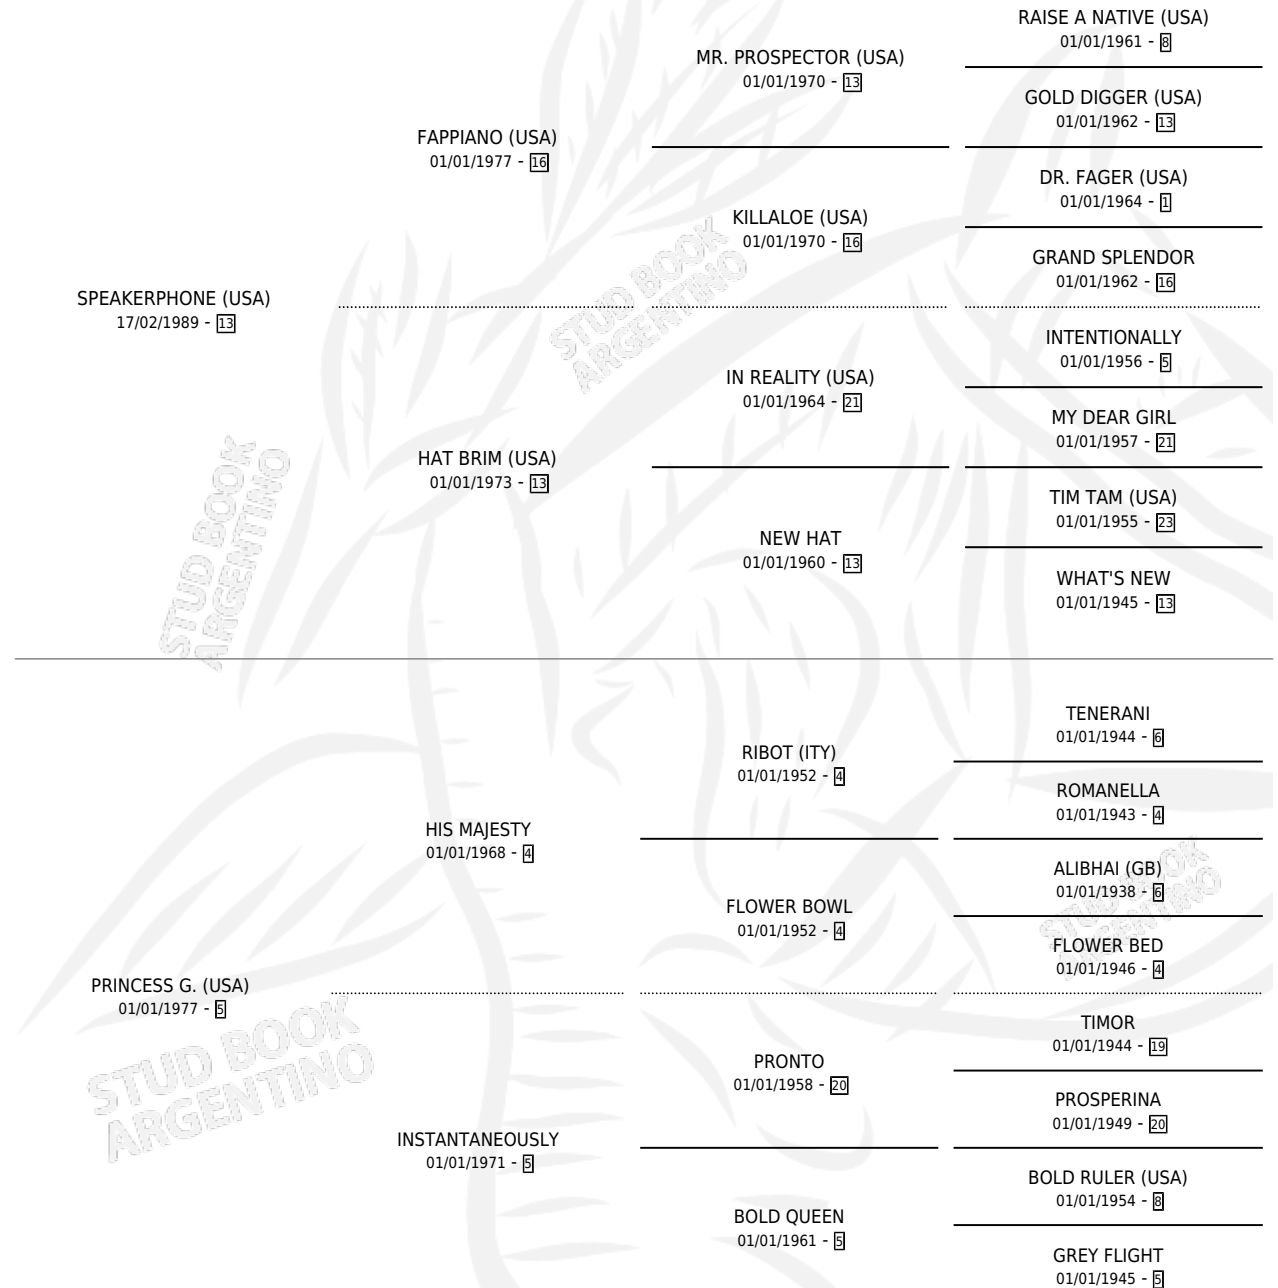 RAISE A NATIVE (USA)
01/01/1961 - 8
MR. PROSPECTOR (USA)
01/01/1970 - 13
GOLD DIGGER (USA)
01/01/1962 - 13
FAPPIANO (USA)
01/01/1977 - 16
DR. FAGER (USA)
01/01/1964 - 1
KILLALOE (USA)
01/01/1970 - 16
GRAND SPLENDOR
01/01/1962 - 16
SPEAKERPHONE (USA)
17/02/1989 - 13
INTENTIONALLY
01/01/1956 - 5
IN REALITY (USA)
01/01/1964 - 21
MY DEAR GIRL
01/01/1957 - 21
HAT BRIM (USA)
01/01/1973 - 13
TIM TAM (USA)
01/01/1955 - 23
NEW HAT
01/01/1960 - 13
WHAT'S NEW
01/01/1945 - 13
STUD BOOK
ARGENTINO
STUD BOOK
ARGENTINO
TENERANI
01/01/1944 - 6
RIBOT (ITY)
01/01/1952 - 4
ROMANELLA
01/01/1943 - 4
HIS MAJESTY
01/01/1968 - 4
ALIBHAI (GB)
01/01/1938 - 6
FLOWER BOWL
01/01/1952 - 4
FLOWER BED
01/01/1946 - 4
PRINCESS G. (USA)
01/01/1977 - 5
TIMOR
01/01/1944 - 19
PRONTO
01/01/1958 - 20
PROSPERINA
01/01/1949 - 20
INSTANTANEOUSLY
01/01/1971 - 5
BOLD RULER (USA)
01/01/1954 - 8
BOLD QUEEN
01/01/1961 - 5
GREY FLIGHT
01/01/1945 - 5
STUD BOOK
ARGENTINO
STUD BOOK
ARGENTINO